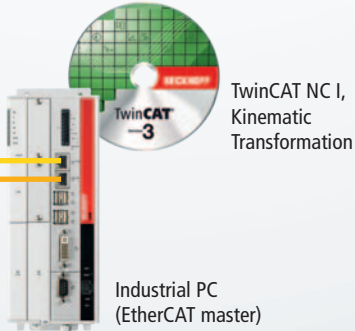 BECKHOFF
TwinCAT®
3
TwinCAT NC I,
Kinematic
Transformation
Industrial PC
(EtherCAT master)